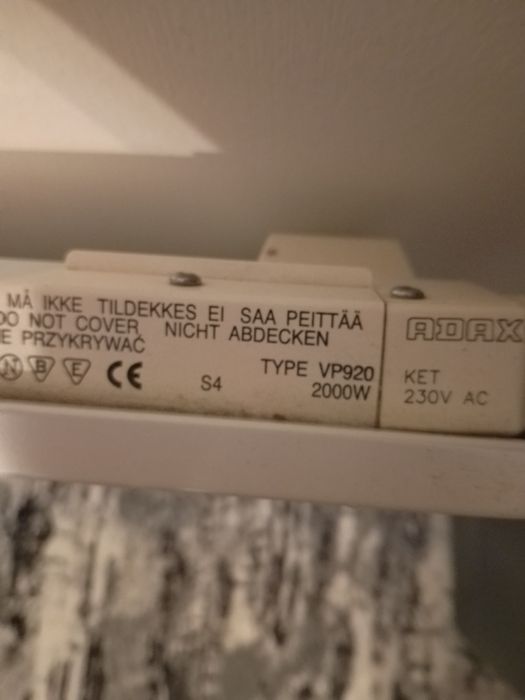 MÅ IKKE TILDEKKES EI SAA PEITTÄÄ
DO NOT COVER NICHT ABDECKEN
NIE PRZYKRYWAĆ
N B E CE
S4
TYPE VP920
2000W
ADAX
KET
230V AC